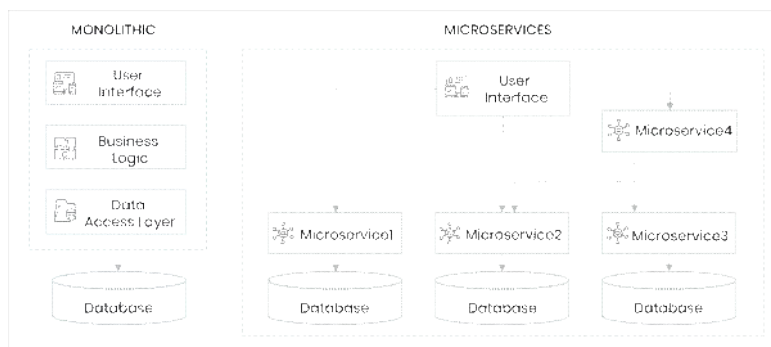 MONOLITHIC
User
Interface
Business
Logic
Data
Access Layer
Database
MICROSERVICES
User
Interface
Microservice4
Microservice1
Microservice2
Microservice3
Database
Database
Database